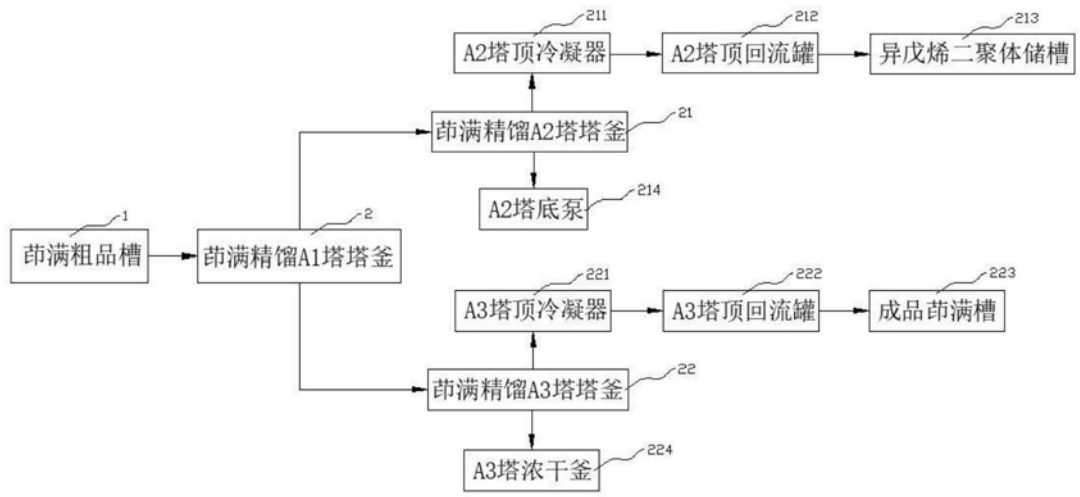 211
212
213
A2塔顶冷凝器
A2塔顶回流罐
异戊烯二聚体储槽
21
茚满精馏A2塔塔釜
214
A2塔底泵
1
2
茚满粗品槽
茚满精馏A1塔塔釜
221
222
223
A3塔顶冷凝器
A3塔顶回流罐
成品茚满槽
22
茚满精馏A3塔塔釜
224
A3塔浓干釜